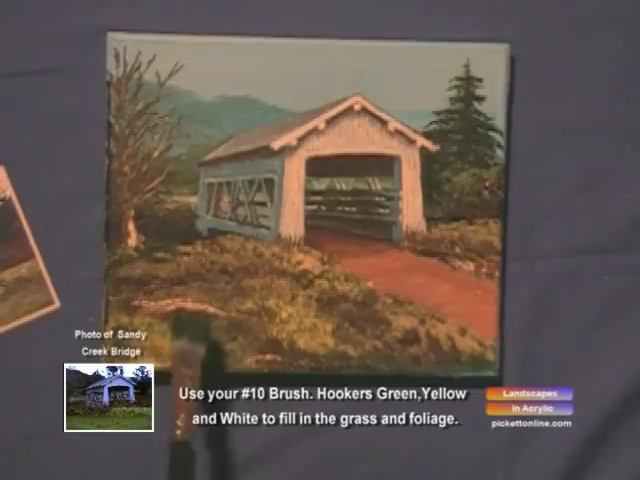 Photo of Sandy
Creek Bridge
Use your #10 Brush. Hookers Green,Yellow
and White to fill in the grass and foliage.
Landscapes
In Acrylic
pickettonline.com